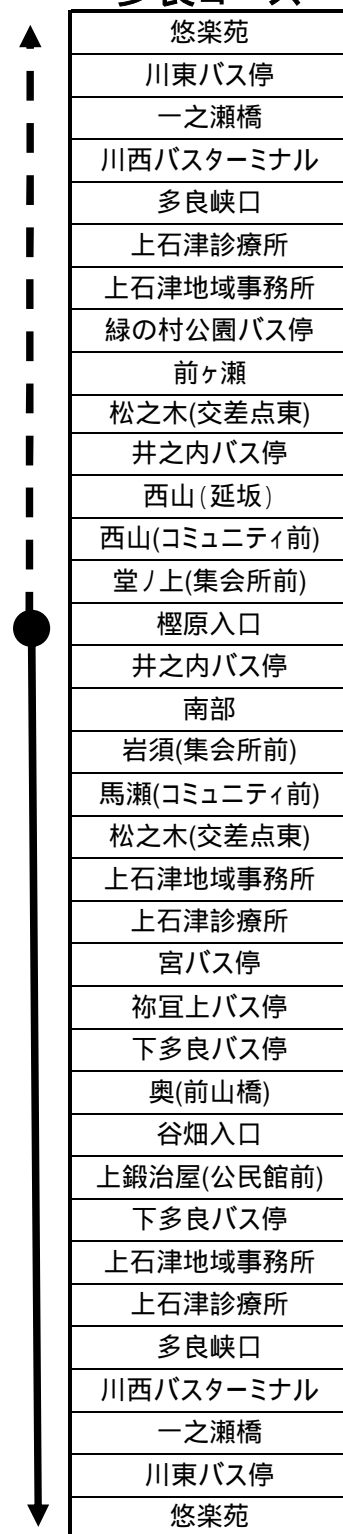 多良コース
悠楽苑
川東バス停
一之瀬橋
川西バスターミナル
多良峡口
上石津診療所
上石津地域事務所
緑の村公園バス停
前ヶ瀬
松之木(交差点東)
井之内バス停
西山(延坂)
西山(コミュニティ前)
堂ノ上(集会所前)
樫原入口
井之内バス停
南部
岩須(集会所前)
馬瀬(コミュニティ前)
松之木(交差点東)
上石津地域事務所
上石津診療所
宮バス停
祢宜上バス停
下多良バス停
奥(前山橋)
谷畑入口
上鍛治屋(公民館前)
下多良バス停
上石津地域事務所
上石津診療所
多良峡口
川西バスターミナル
一之瀬橋
川東バス停
悠楽苑